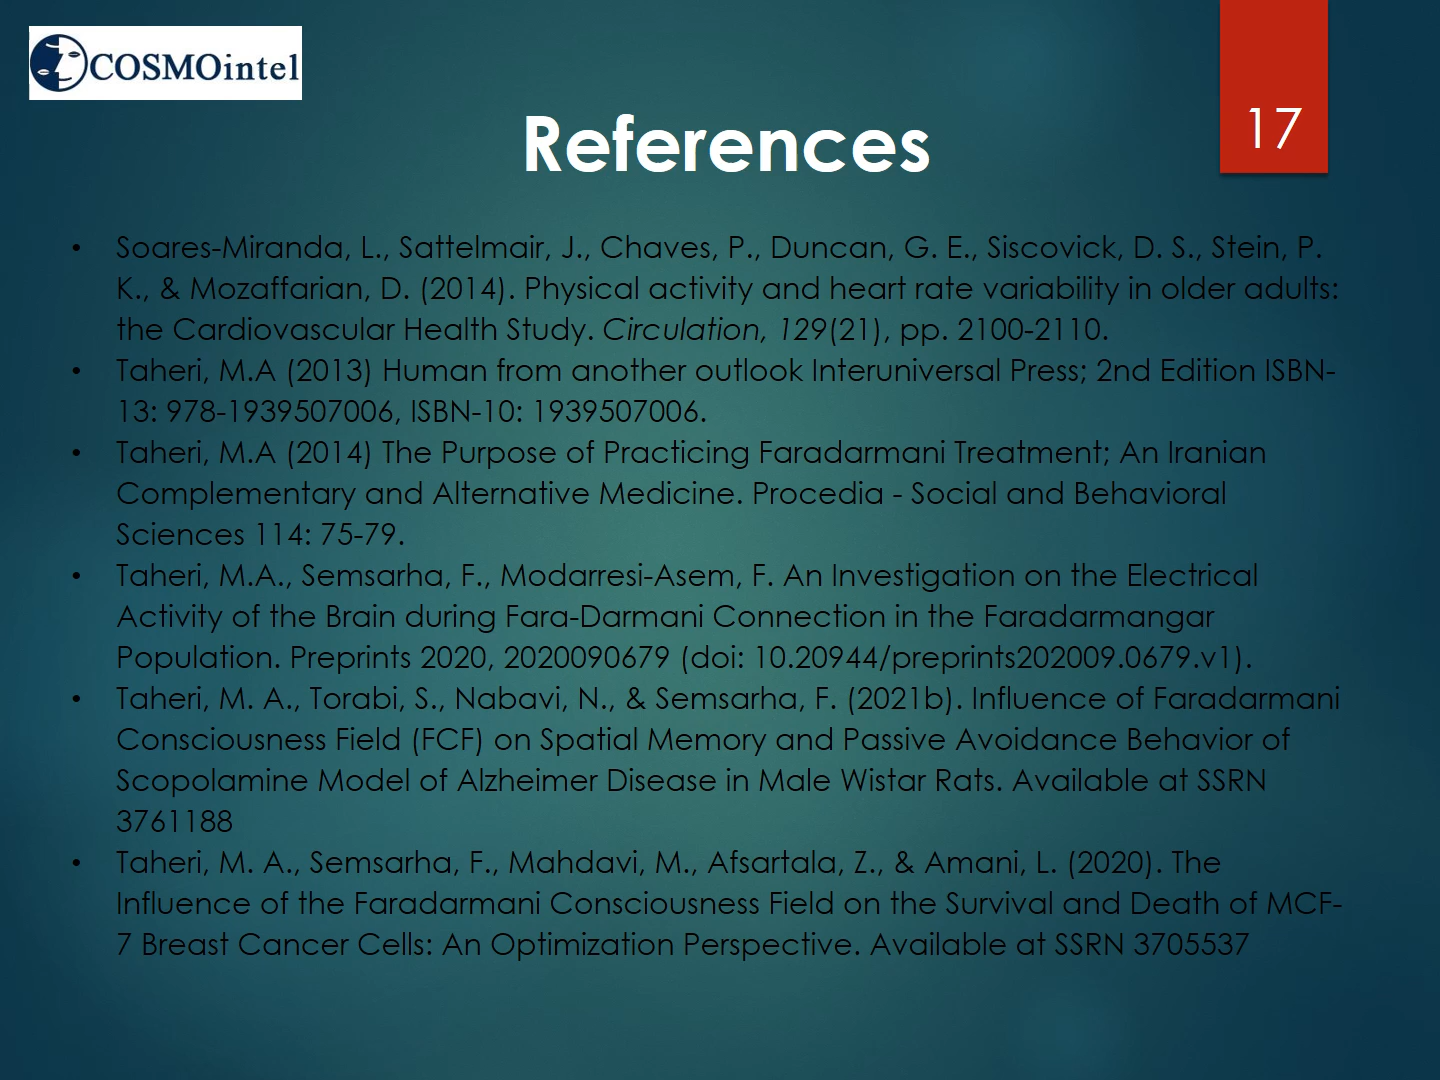 COSMOintel
17
References
• Soares-Miranda, L., Sattelmair, J., Chaves, P., Duncan, G. E., Siscovick, D. S., Stein, P.
K., & Mozaffarian, D. (2014). Physical activity and heart rate variability in older adults:
the Cardiovascular Health Study. Circulation, 129(21), pp. 2100-2110.
• Taheri, M.A (2013) Human from another outlook Interuniversal Press; 2nd Edition ISBN-
13: 978-1939507006, ISBN-10: 1939507006.
• Taheri, M.A (2014) The Purpose of Practicing Faradarmani Treatment; An Iranian
Complementary and Alternative Medicine. Procedia - Social and Behavioral
Sciences 114: 75-79.
• Taheri, M.A., Semsarha, F., Modarresi-Asem, F. An Investigation on the Electrical
Activity of the Brain during Fara-Darmani Connection in the Faradarmangar
Population. Preprints 2020, 2020090679 (doi: 10.20944/preprints202009.0679.v1).
• Taheri, M. A., Torabi, S., Nabavi, N., & Semsarha, F. (2021b). Influence of Faradarmani
Consciousness Field (FCF) on Spatial Memory and Passive Avoidance Behavior of
Scopolamine Model of Alzheimer Disease in Male Wistar Rats. Available at SSRN
3761188
• Taheri, M. A., Semsarha, F., Mahdavi, M., Afsartala, Z., & Amani, L. (2020). The
Influence of the Faradarmani Consciousness Field on the Survival and Death of MCF-
7 Breast Cancer Cells: An Optimization Perspective. Available at SSRN 3705537